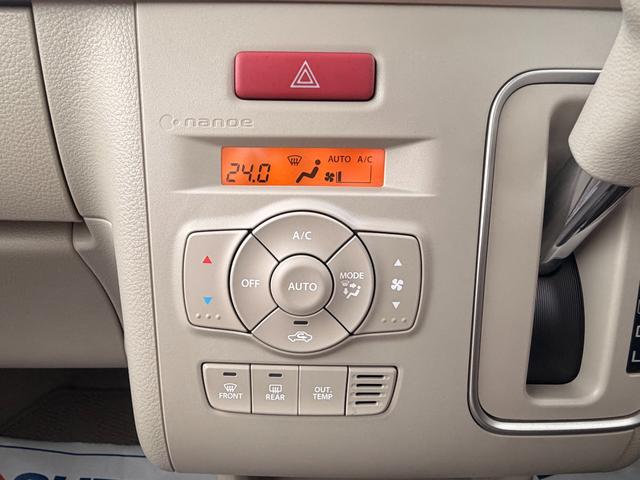 nanoe
24.0 AUTO A/C
A/C
OFF AUTO MODE
FRONT REAR OUT. TEMP